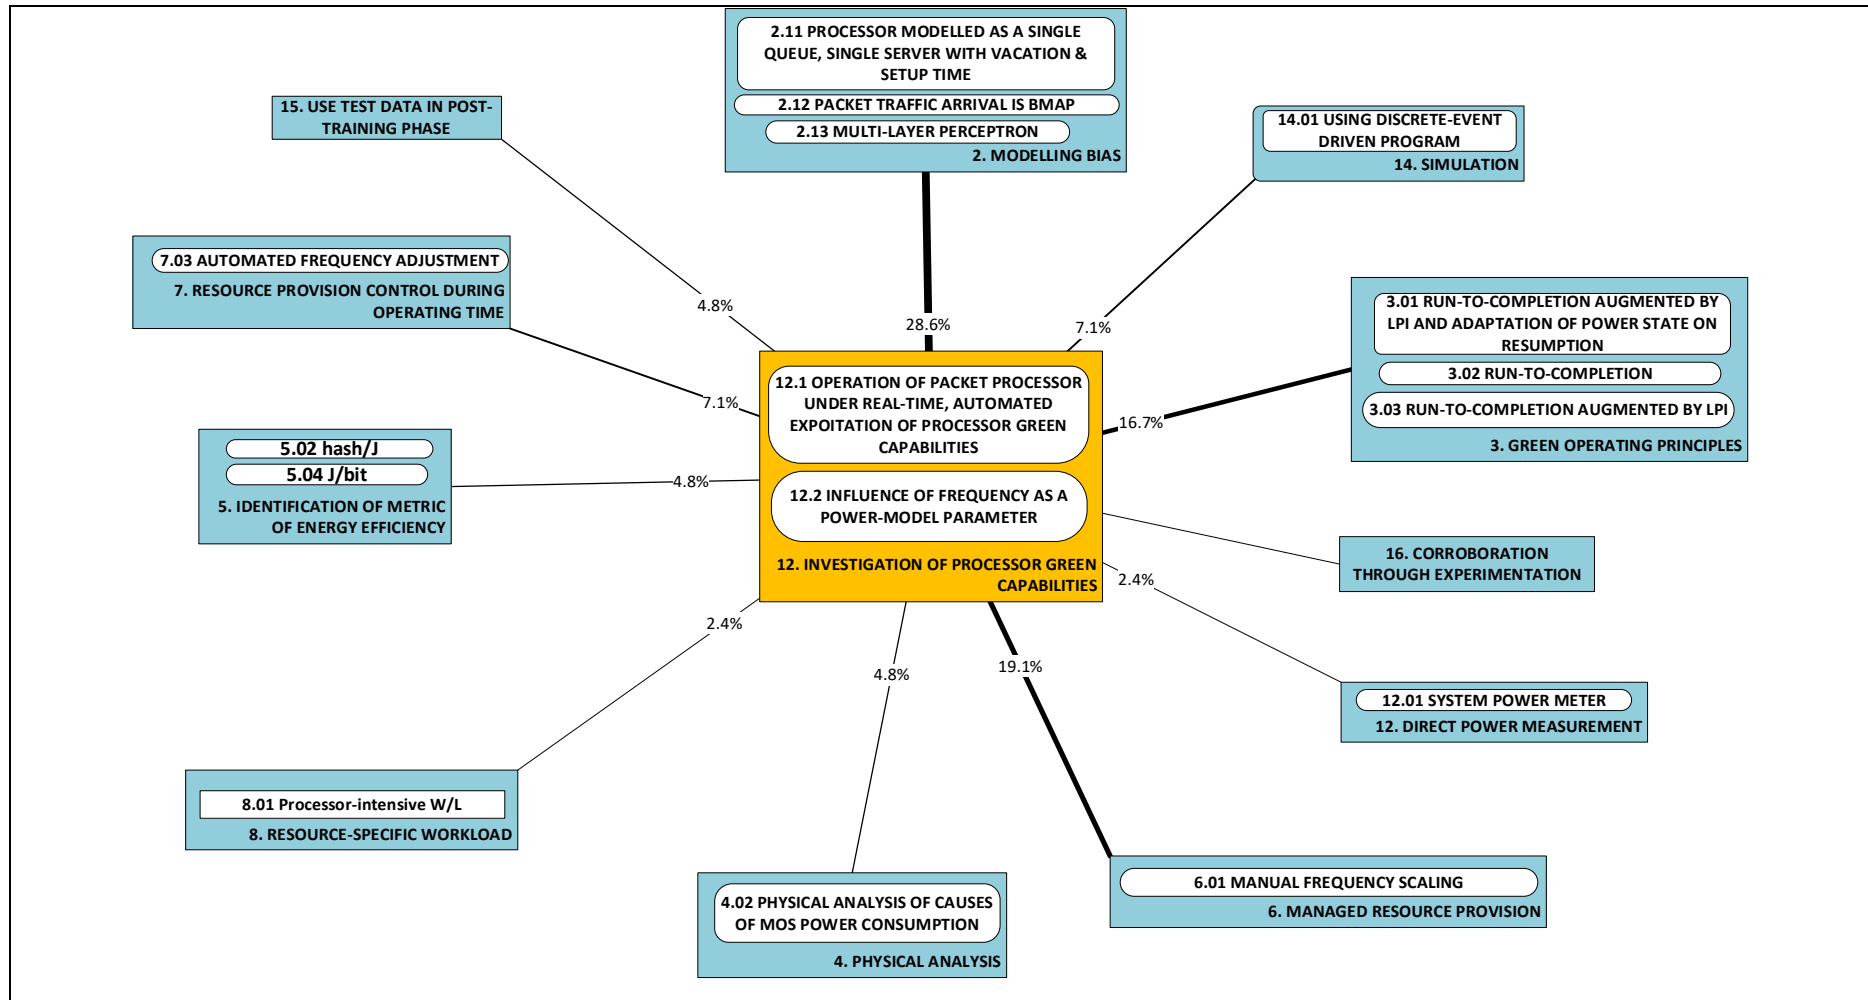 2.11 PROCESSOR MODELLED AS A SINGLE
QUEUE, SINGLE SERVER WITH VACATION &
SETUP TIME
2.12 PACKET TRAFFIC ARRIVAL IS BMAP
2.13 MULTI-LAYER PERCEPTRON
2. MODELLING BIAS
15. USE TEST DATA IN POST-
TRAINING PHASE
14.01 USING DISCRETE-EVENT
DRIVEN PROGRAM
14. SIMULATION
7.03 AUTOMATED FREQUENCY ADJUSTMENT
7. RESOURCE PROVISION CONTROL DURING
OPERATING TIME
4.8%
28.6%
7.1%
3.01 RUN-TO-COMPLETION AUGMENTED BY
LPI AND ADAPTATION OF POWER STATE ON
RESUMPTION
3.02 RUN-TO-COMPLETION
3.03 RUN-TO-COMPLETION AUGMENTED BY LPI
3. GREEN OPERATING PRINCIPLES
7.1%
16.7%
12.1 OPERATION OF PACKET PROCESSOR
UNDER REAL-TIME, AUTOMATED
EXPOITATION OF PROCESSOR GREEN
CAPABILITIES
12.2 INFLUENCE OF FREQUENCY AS A
POWER-MODEL PARAMETER
12. INVESTIGATION OF PROCESSOR GREEN
CAPABILITIES
5.02 hash/J
5.04 J/bit
5. IDENTIFICATION OF METRIC
OF ENERGY EFFICIENCY
4.8%
16. CORROBORATION
THROUGH EXPERIMENTATION
2.4%
2.4%
4.8%
19.1%
12.01 SYSTEM POWER METER
12. DIRECT POWER MEASUREMENT
8.01 Processor-intensive W/L
8. RESOURCE-SPECIFIC WORKLOAD
4.02 PHYSICAL ANALYSIS OF CAUSES
OF MOS POWER CONSUMPTION
4. PHYSICAL ANALYSIS
6.01 MANUAL FREQUENCY SCALING
6. MANAGED RESOURCE PROVISION